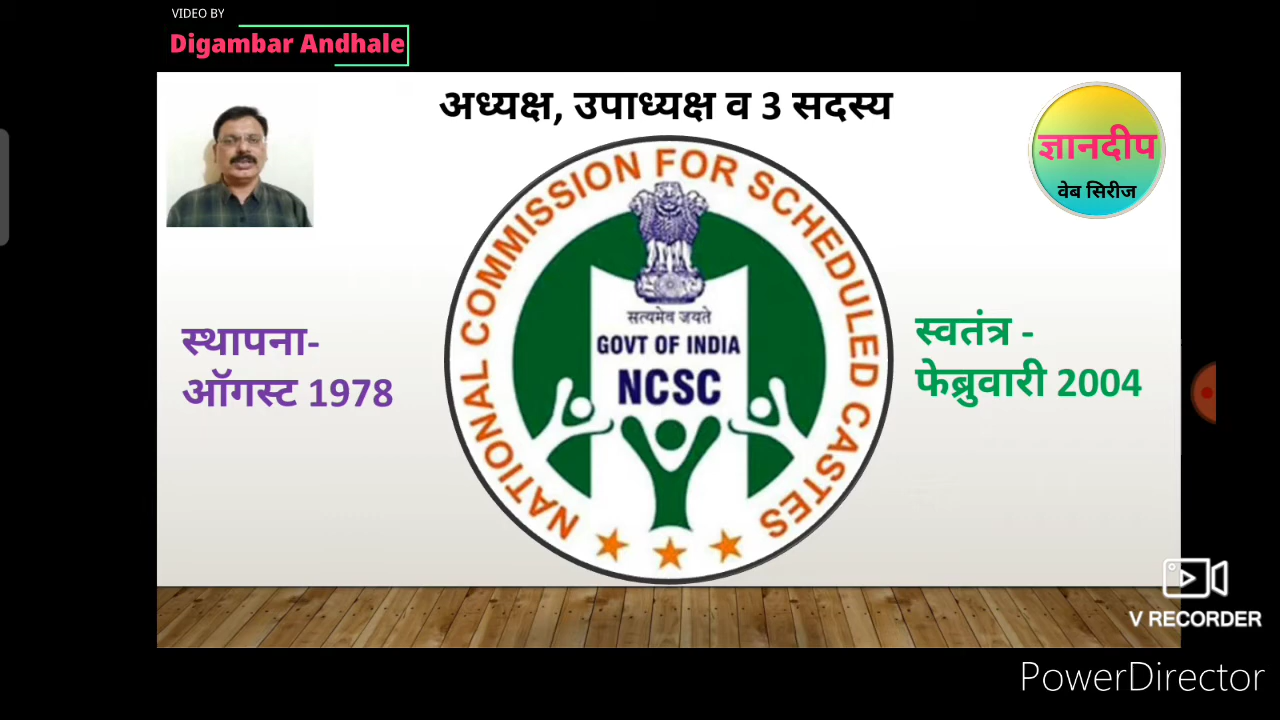 VIDEO BY
Digambar Andhale
अध्यक्ष, उपाध्यक्ष व 3 सदस्य
ज्ञानदीप
वेब सिरीज
NATIONAL COMMISSION FOR SCHEDULED CASTES
सत्यमेव जयते
GOVT OF INDIA
NCSC
स्थापना-
ऑगस्ट 1978
स्वतंत्र -
फेब्रुवारी 2004
V RECORDER
PowerDirector